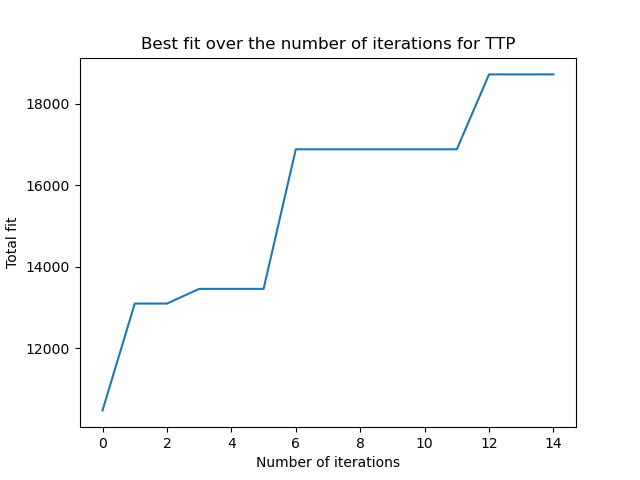 Best fit over the number of iterations for TTP
18000
16000
14000
12000
Total fit
0 2 4 6 8 10 12 14
Number of iterations